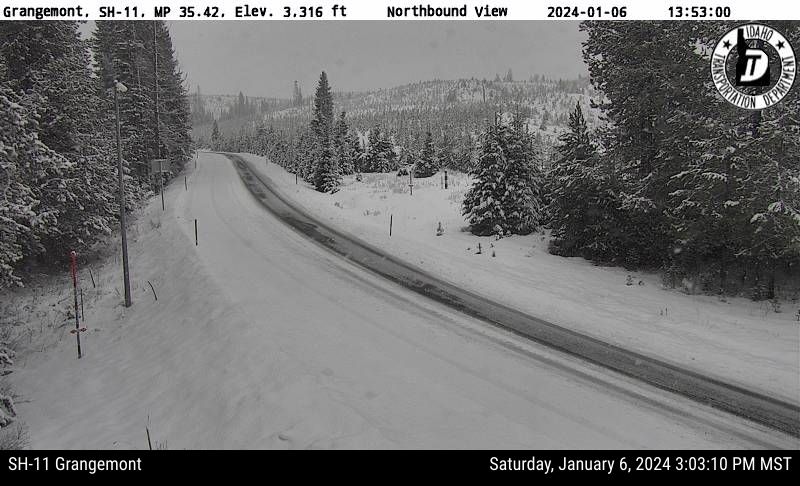 Grangemont, SH-11, MP 35.42, Elev. 3,316 ft Northbound View 2024-01-06 13:53:00
IDAHO
TRANSPORTATION DEPARTMENT
SH-11 Grangemont Saturday, January 6, 2024 3:03:10 PM MST